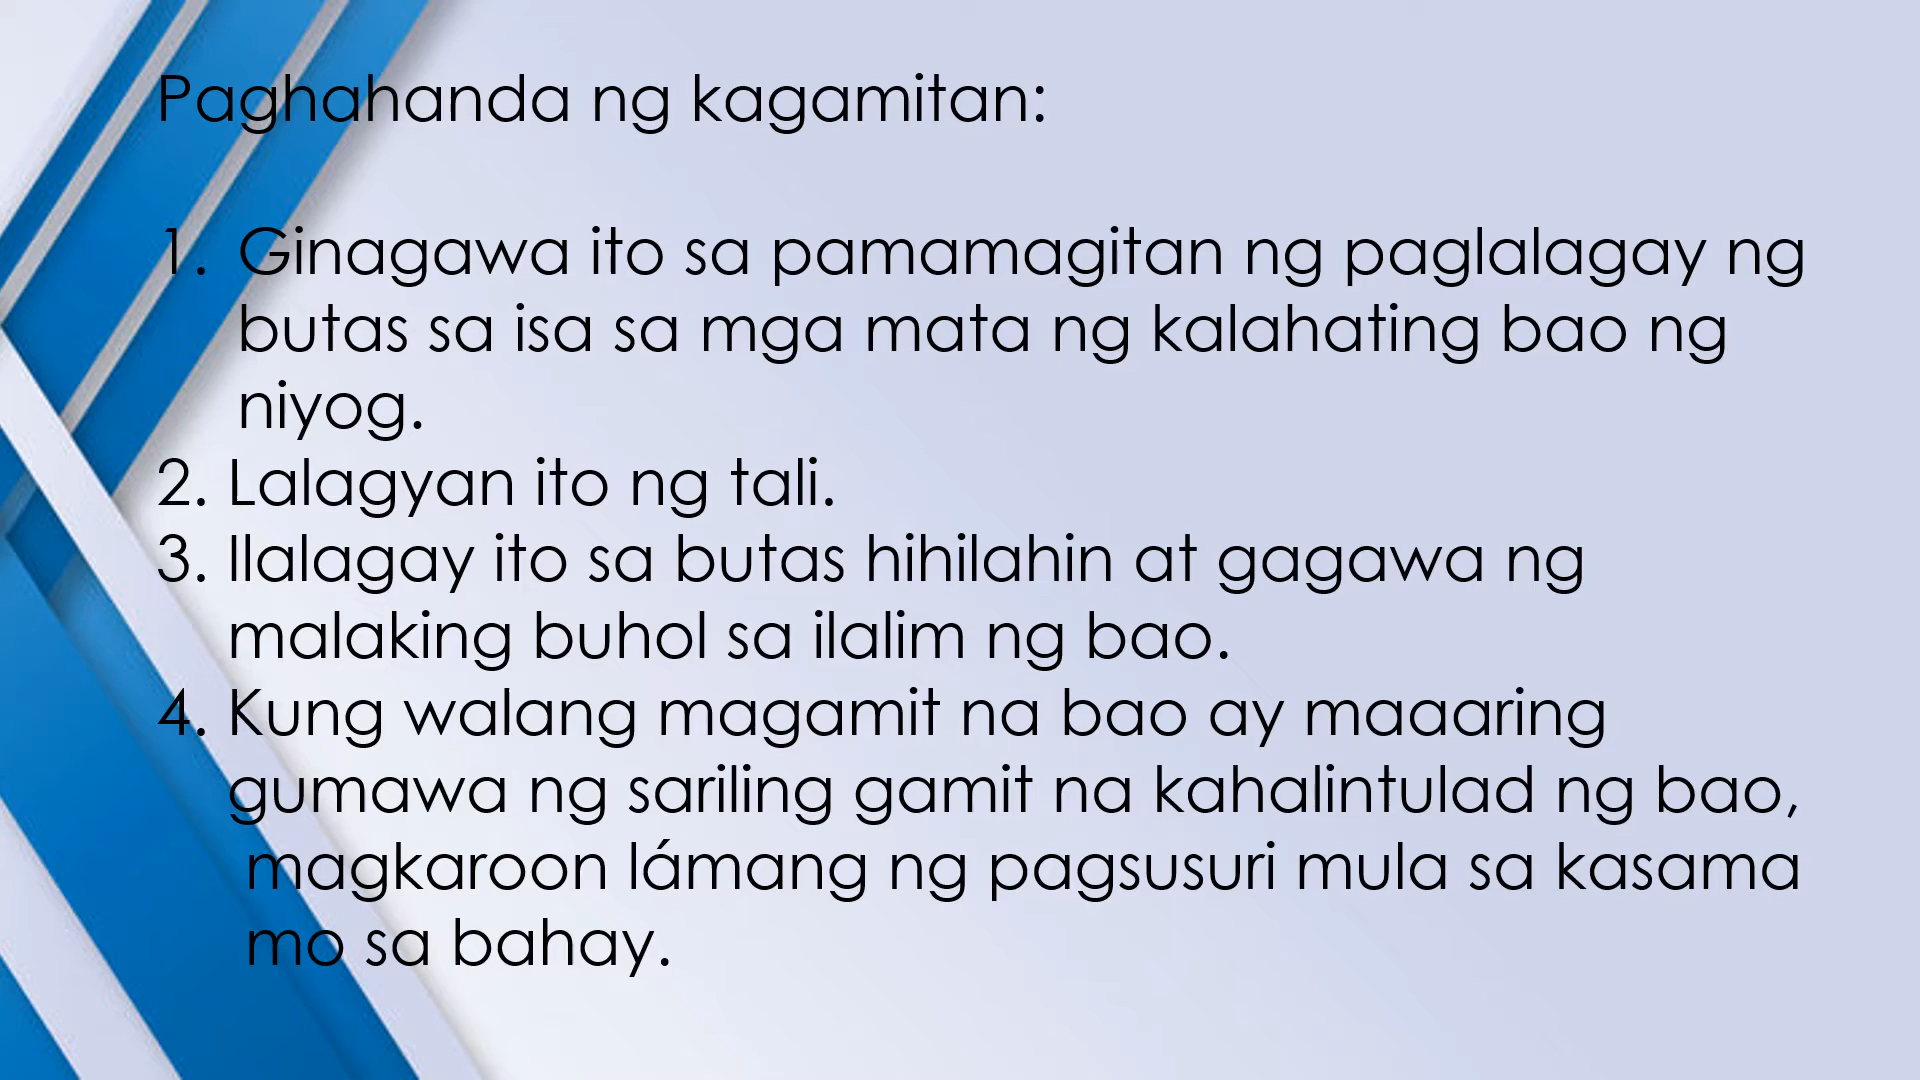 Paghahanda ng kagamitan:
1. Ginagawa ito sa pamamagitan ng paglalagay ng
butas sa isa sa mga mata ng kalahating bao ng
niyog.
2. Lalagyan ito ng tali.
3. Ilalagay ito sa butas hihilahin at gagawa ng
malaking buhol sa ilalim ng bao.
4. Kung walang magamit na bao ay maaaring
gumawa ng sariling gamit na kahalintulad ng bao,
magkaroon lámang ng pagsusuri mula sa kasama
mo sa bahay.